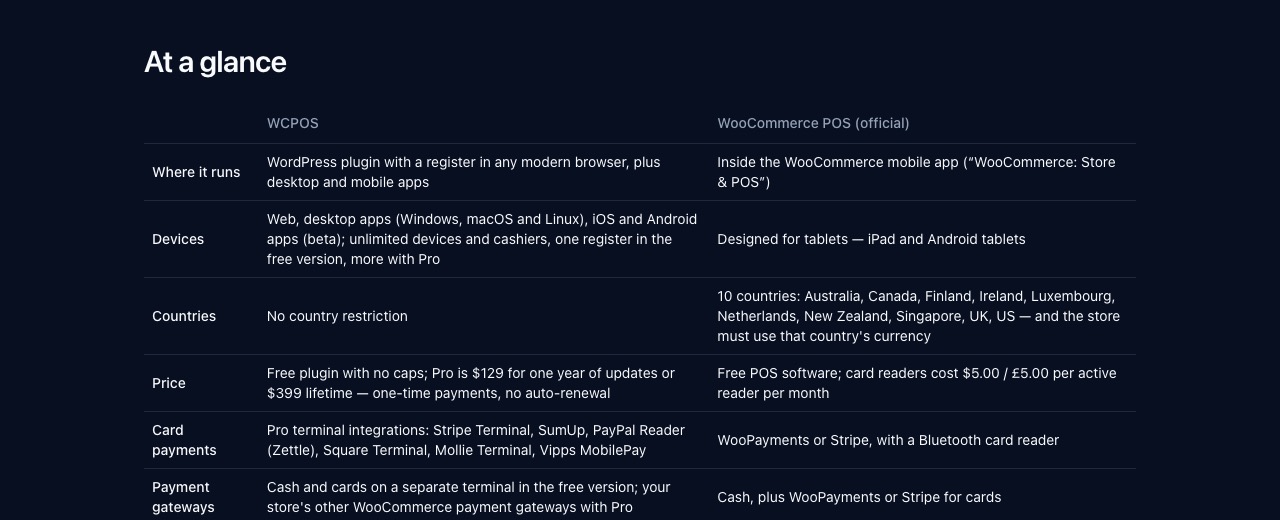 At a glance
WCPOS
WooCommerce POS (official)
Where it runs
WordPress plugin with a register in any modern browser, plus
desktop and mobile apps
Inside the WooCommerce mobile app (“WooCommerce: Store
& POS”)
Devices
Web, desktop apps (Windows, macOS and Linux), iOS and Android
apps (beta); unlimited devices and cashiers, one register in the
free version, more with Pro
Designed for tablets — iPad and Android tablets
Countries
No country restriction
10 countries: Australia, Canada, Finland, Ireland, Luxembourg,
Netherlands, New Zealand, Singapore, UK, US — and the store
must use that country's currency
Price
Free plugin with no caps; Pro is $129 for one year of updates or
$399 lifetime — one-time payments, no auto-renewal
Free POS software; card readers cost $5.00 / £5.00 per active
reader per month
Card
payments
Pro terminal integrations: Stripe Terminal, SumUp, PayPal Reader
(Zettle), Square Terminal, Mollie Terminal, Vipps MobilePay
WooPayments or Stripe, with a Bluetooth card reader
Payment
gateways
Cash and cards on a separate terminal in the free version; your
store's other WooCommerce payment gateways with Pro
Cash, plus WooPayments or Stripe for cards